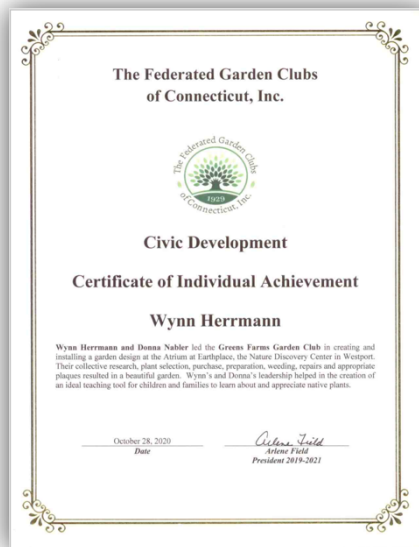 The Federated Garden Clubs
of Connecticut, Inc.
The Federated Garden Clubs
1929
of Connecticut, Inc.
Civic Development
Certificate of Individual Achievement
Wynn Herrmann
Wynn Herrmann and Donna Nabler led the Greens Farms Garden Club in creating and
installing a garden design at the Atrium at Earthplace, the Nature Discovery Center in Westport.
Their collective research, plant selection, purchase, preparation, weeding, repairs and appropriate
plaques resulted in a beautiful garden. Wynn's and Donna's leadership helped in the creation of
an ideal teaching tool for children and families to learn about and appreciate native plants.
October 28, 2020
Date
Arlene Field
Arlene Field
President 2019-2021